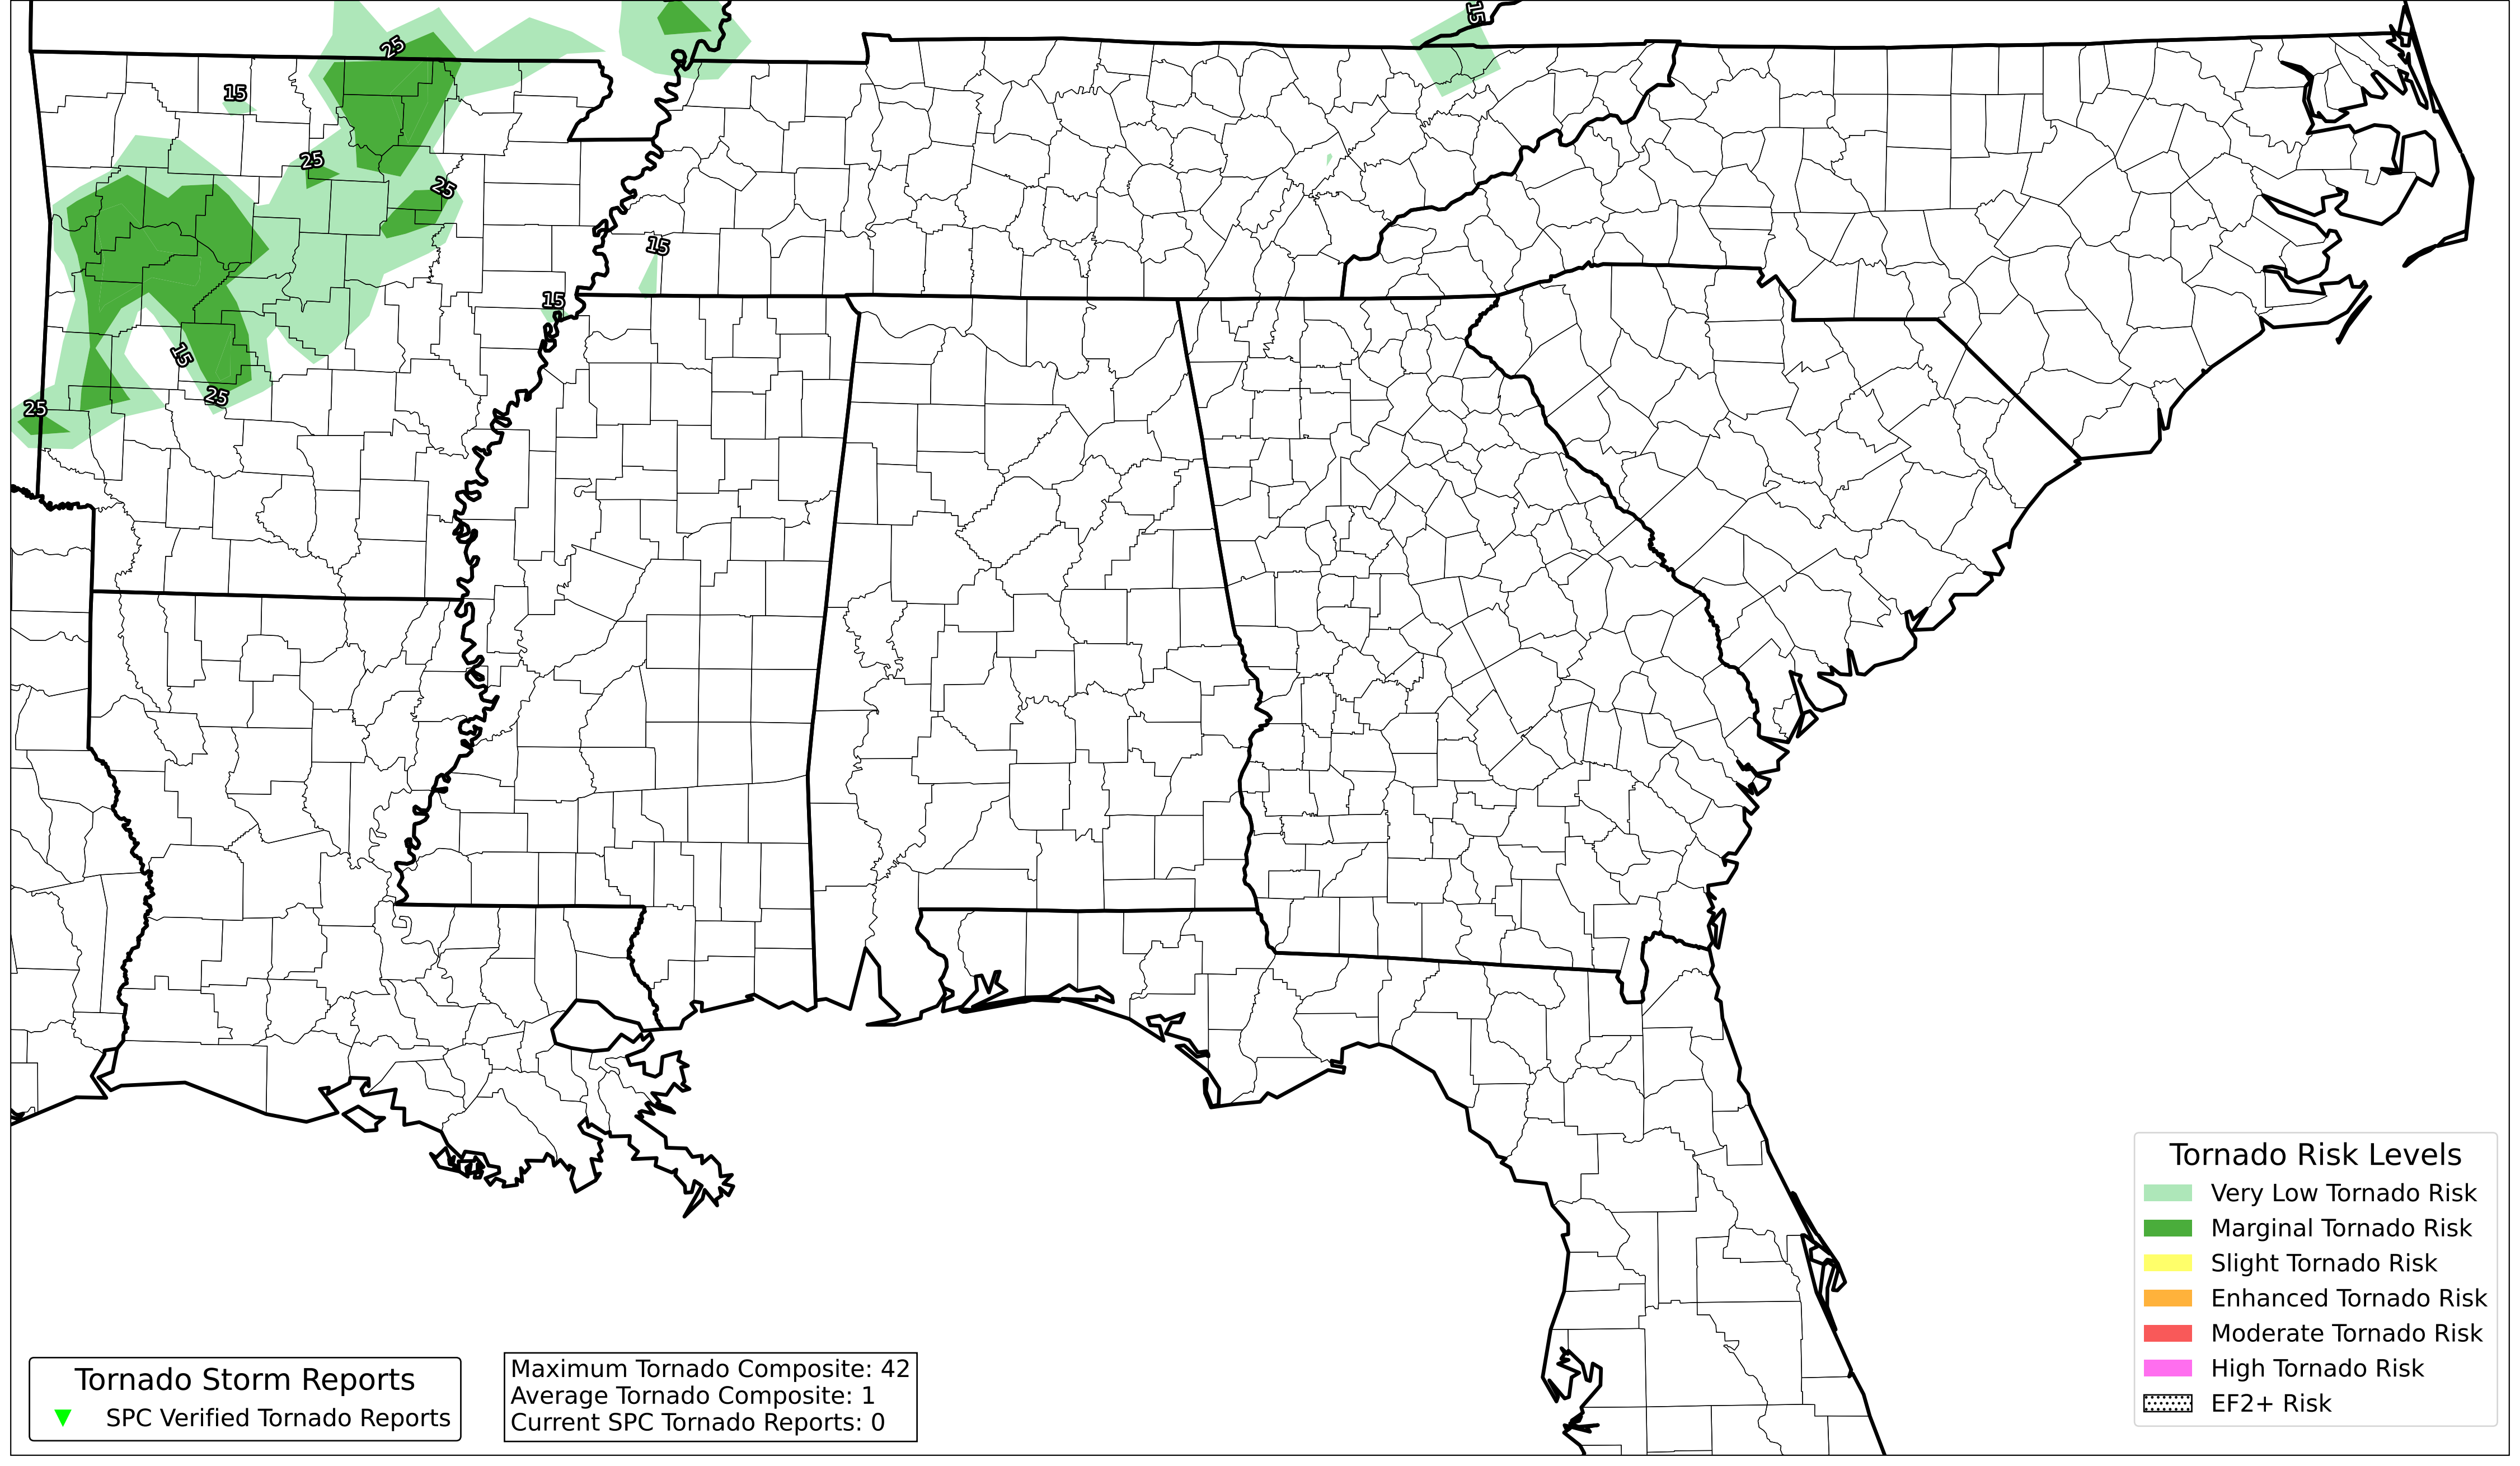 15
25
15
25
25
15
15
15
25
25
Tornado Risk Levels
Very Low Tornado Risk
Marginal Tornado Risk
Slight Tornado Risk
Enhanced Tornado Risk
Moderate Tornado Risk
High Tornado Risk
EF2+ Risk
Tornado Storm Reports
SPC Verified Tornado Reports
Maximum Tornado Composite: 42
Average Tornado Composite: 1
Current SPC Tornado Reports: 0